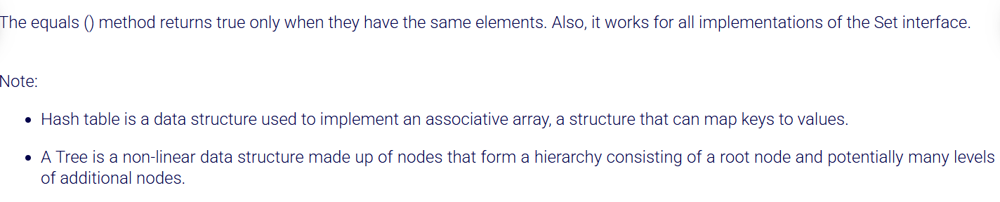 The equals () method returns true only when they have the same elements. Also, it works for all implementations of the Set interface.
Note:
• Hash table is a data structure used to implement an associative array, a structure that can map keys to values.
• A Tree is a non-linear data structure made up of nodes that form a hierarchy consisting of a root node and potentially many levels
of additional nodes.